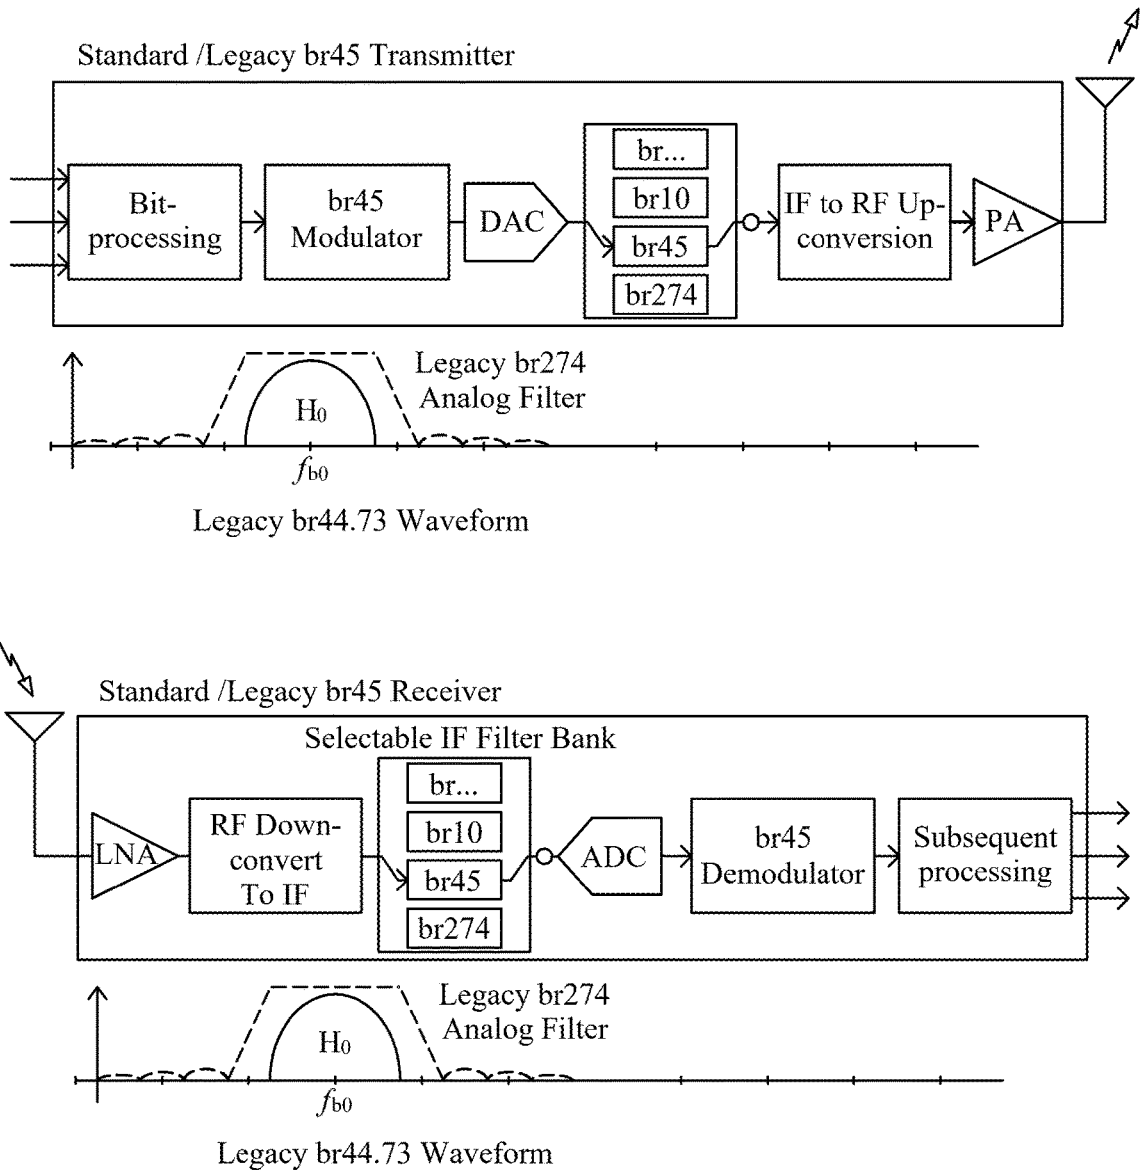 Standard /Legacy br45 Transmitter
br...
br10
br45
br274
Bit-
processing
br45
Modulator
DAC
IF to RF Up-
conversion
PA
Legacy br274
Analog Filter
H0
fb0
Legacy br44.73 Waveform
Standard /Legacy br45 Receiver
Selectable IF Filter Bank
LNA
RF Down-
convert
To IF
br...
br10
br45
br274
ADC
br45
Demodulator
Subsequent
processing
Legacy br274
Analog Filter
H0
fb0
Legacy br44.73 Waveform